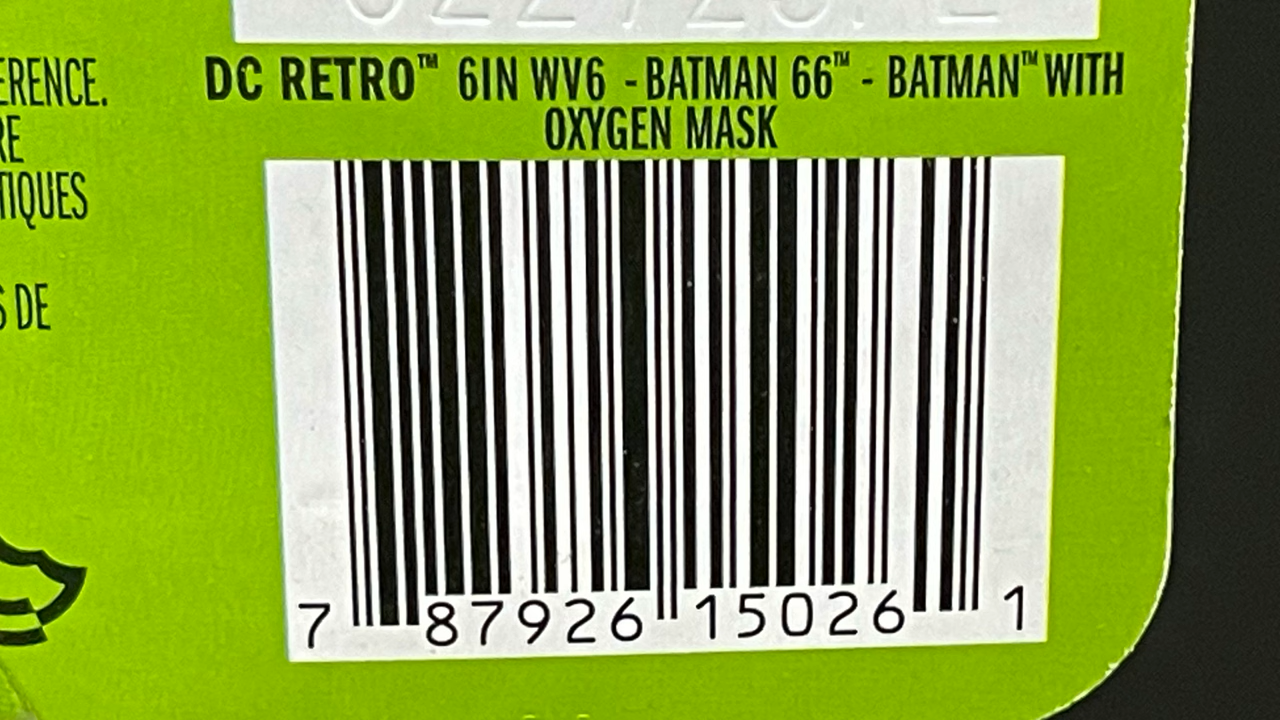 ERENCE.
RE
TIQUES
S DE
DC RETRO™ 6IN WV6 - BATMAN 66™ - BATMAN™ WITH
OXYGEN MASK
7 87926 15026 1